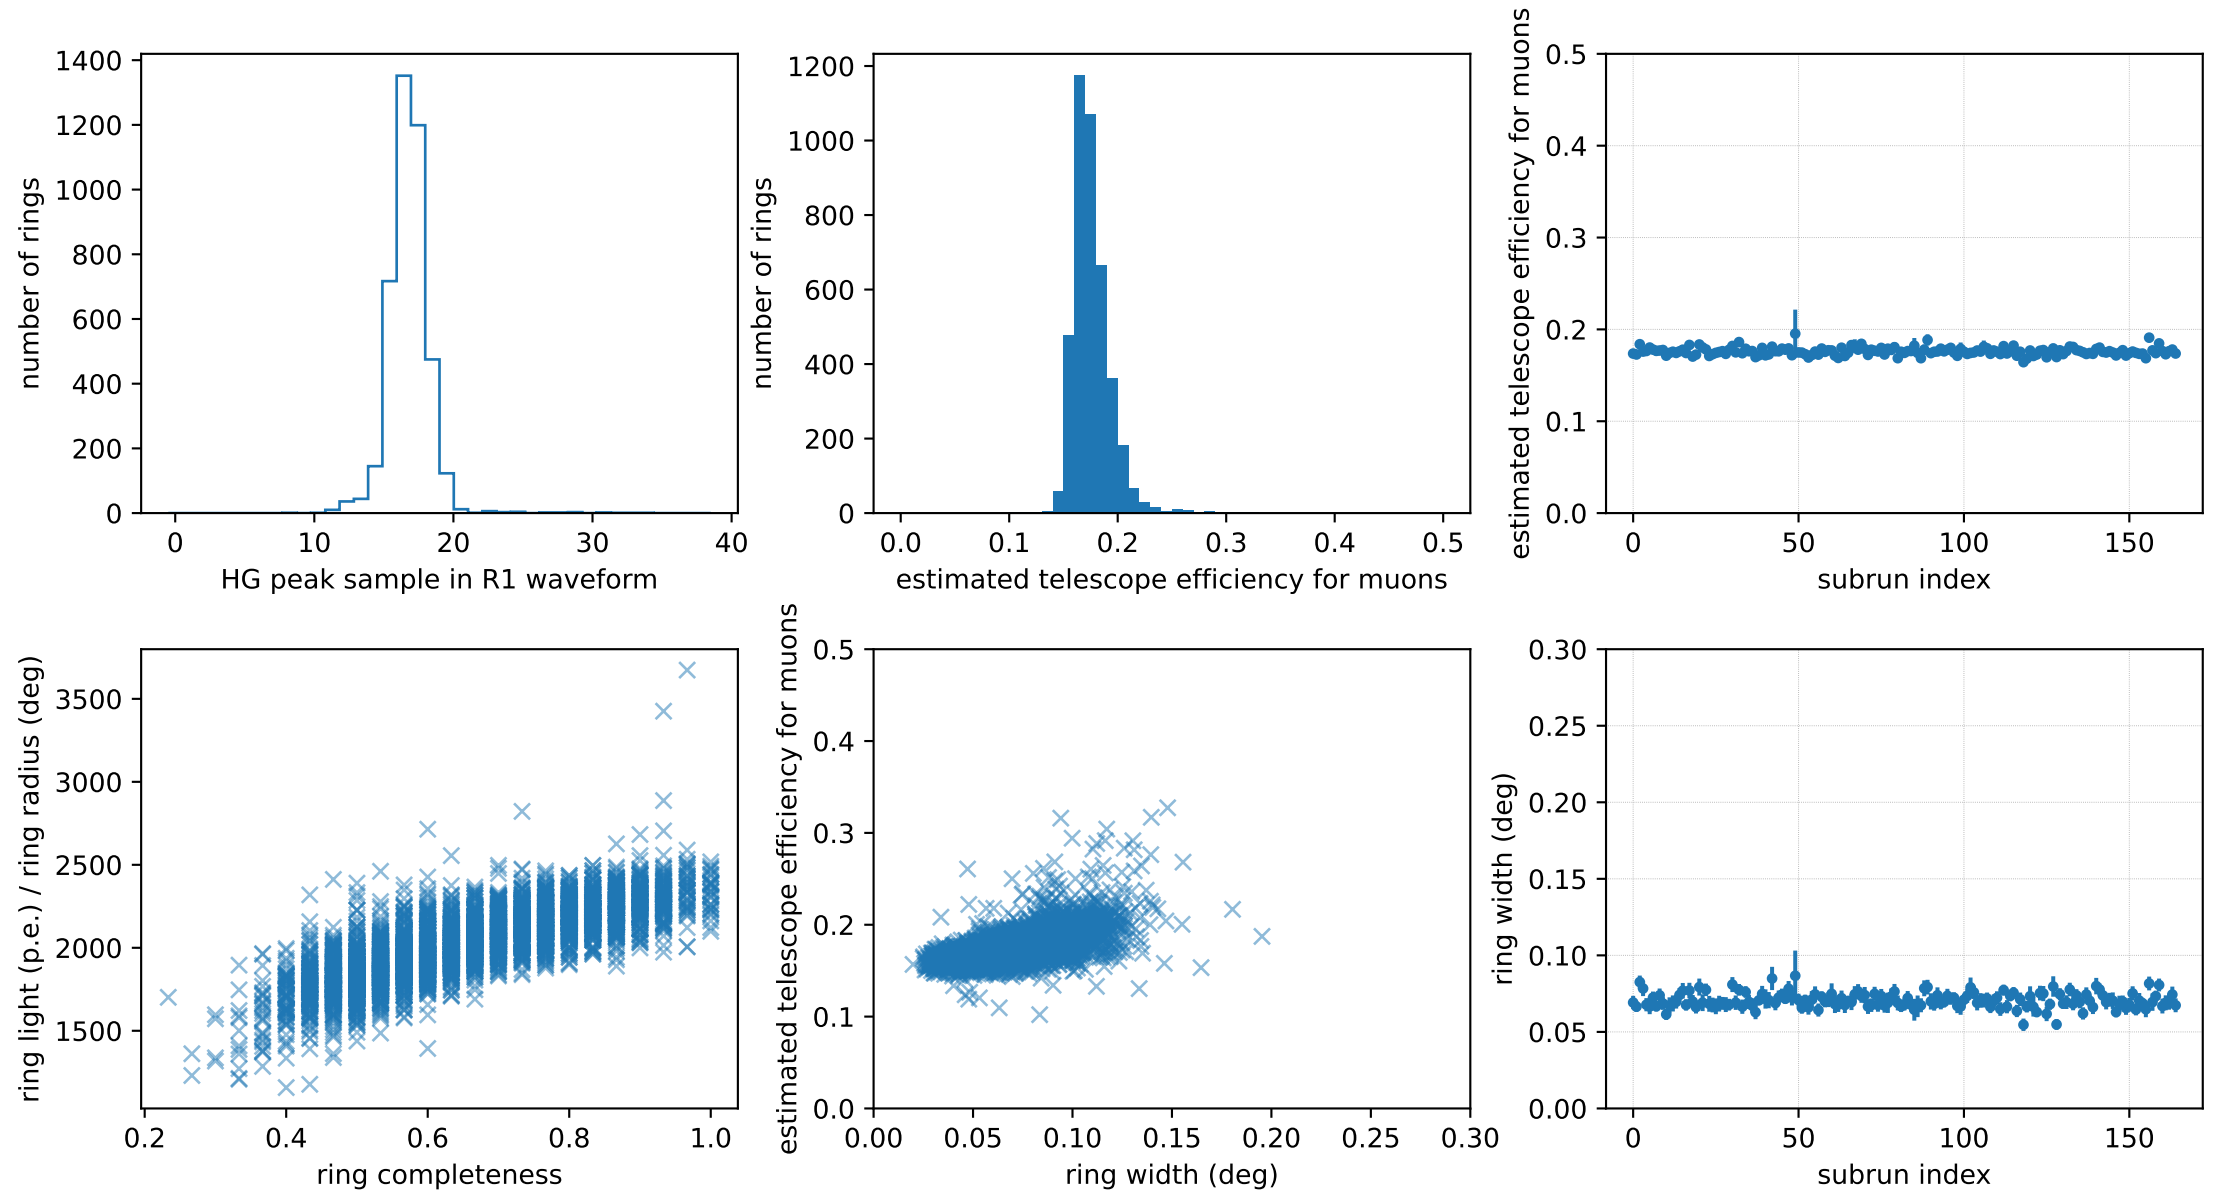 1400
1200
1000
800
600
400
200
0
number of rings
0 10 20 30 40
HG peak sample in R1 waveform
1200
1000
800
600
400
200
0
number of rings
0.0 0.1 0.2 0.3 0.4 0.5
estimated telescope efficiency for muons
0.5
0.4
0.3
0.2
0.1
0.0
estimated telescope efficiency for muons
0 50 100 150
subrun index
3500
3000
2500
2000
1500
ring light (p.e.) / ring radius (deg)
0.2 0.4 0.6 0.8 1.0
ring completeness
0.5
0.4
0.3
0.2
0.1
0.0
estimated telescope efficiency for muons
0.00 0.05 0.10 0.15 0.20 0.25 0.30
ring width (deg)
0.30
0.25
0.20
0.15
0.10
0.05
0.00
ring width (deg)
0 50 100 150
subrun index